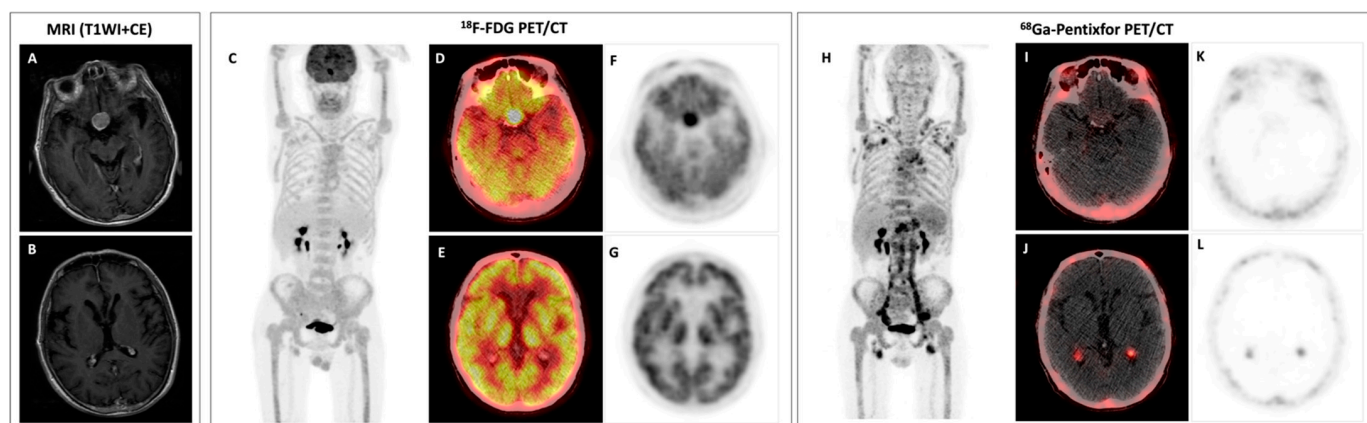 MRI (T1WI+CE)
¹⁸F-FDG PET/CT
⁶⁸Ga-Pentixfor PET/CT
A
B
C
D
E
F
G
H
I
J
K
L